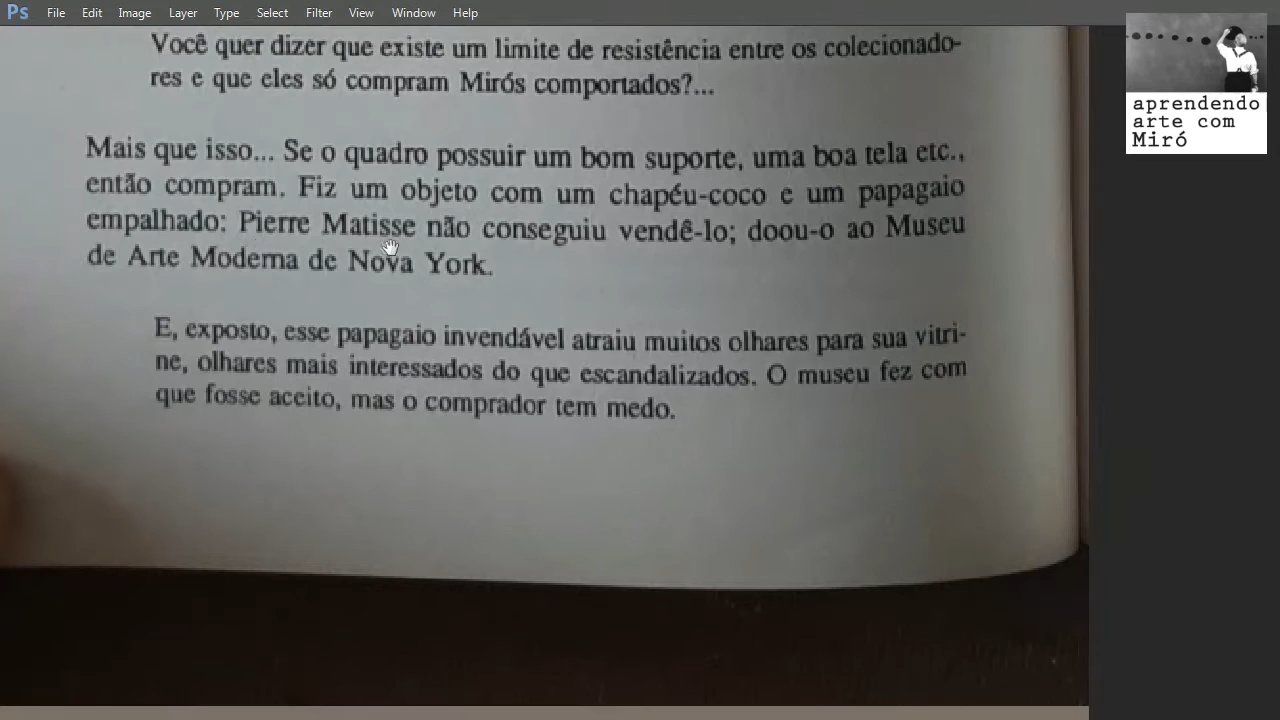 Ps File Edit Image Layer Type Select Filter View Window Help
Você quer dizer que existe um limite de resistência entre os colecionado-
res e que eles só compram Mirós comportados?...
Mais que isso... Se o quadro possuir um bom suporte, uma boa tela etc.,
então compram. Fiz um objeto com um chapéu-coco e um papagaio
empalhado: Pierre Matisse não conseguiu vendê-lo; doou-o ao Museu
de Arte Moderna de Nova York.
E, exposto, esse papagaio invendável atraiu muitos olhares para sua vitri-
ne, olhares mais interessados do que escandalizados. O museu fez com
que fosse aceito, mas o comprador tem medo.
aprendendo
arte com
Miró